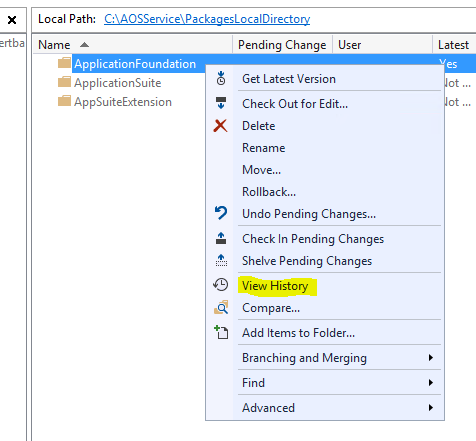 Local Path: C:\AOSService\PackagesLocalDirectory
ertba
Name Pending Change User Latest
ApplicationFoundation Yes
ApplicationSuite Not ...
AppSuiteExtension Not ...
Get Latest Version
Check Out for Edit...
Delete
Rename
Move...
Rollback...
Undo Pending Changes...
Check In Pending Changes
Shelve Pending Changes
View History
Compare...
Add Items to Folder...
Branching and Merging
Find
Advanced